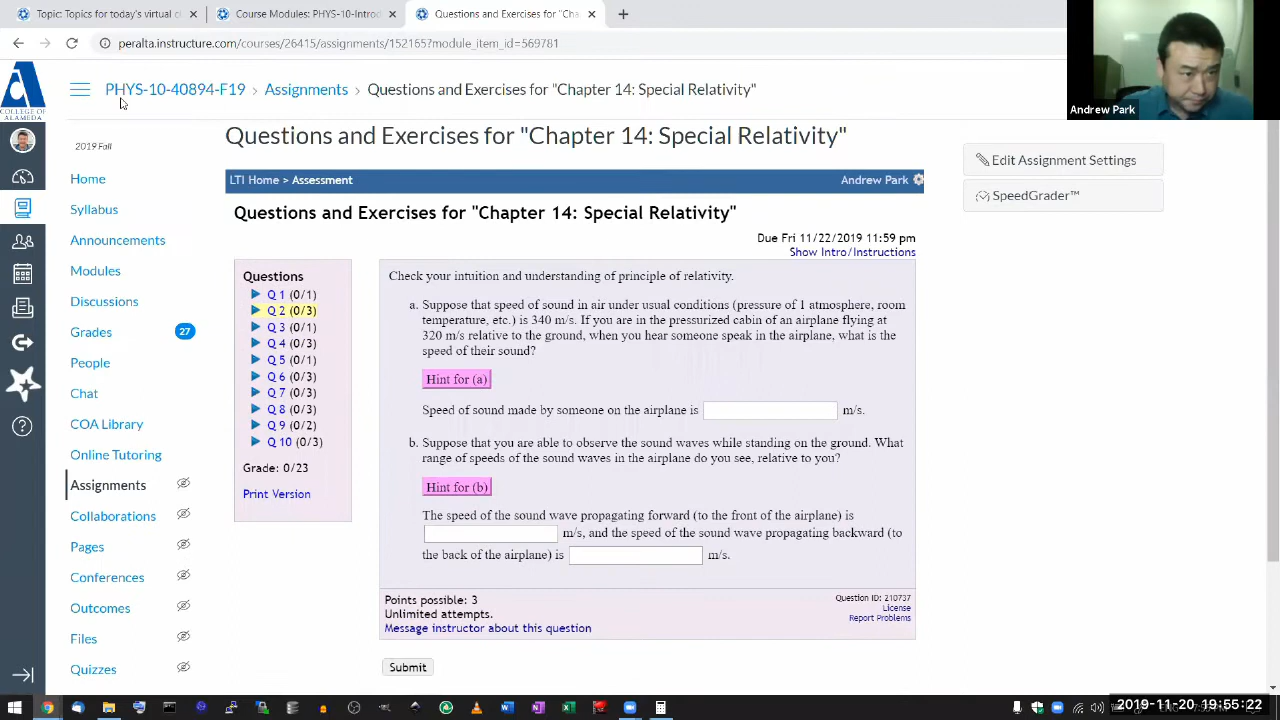 Topic: Topics for today's virtual c
Course Modules: PHYS-10-Introd
Questions and Exercises for "Cha
peralta.instructure.com/courses/26415/assignments/152165?module_item_id=569781
Andrew Park
COLLEGE OF
ALAMEDA
PHYS-10-40894-F19 › Assignments › Questions and Exercises for "Chapter 14: Special Relativity"
2019 Fall
Home
Syllabus
Announcements
Modules
Discussions
Grades 27
People
Chat
COA Library
Online Tutoring
Assignments
Collaborations
Pages
Conferences
Outcomes
Files
Quizzes
Questions and Exercises for "Chapter 14: Special Relativity"
Edit Assignment Settings
SpeedGrader™
LTI Home > Assessment Andrew Park
Questions and Exercises for "Chapter 14: Special Relativity"
Due Fri 11/22/2019 11:59 pm
Show Intro/Instructions
Questions
Q 1 (0/1)
Q 2 (0/3)
Q 3 (0/1)
Q 4 (0/3)
Q 5 (0/1)
Q 6 (0/3)
Q 7 (0/3)
Q 8 (0/3)
Q 9 (0/2)
Q 10 (0/3)
Grade: 0/23
Print Version
Check your intuition and understanding of principle of relativity.
a. Suppose that speed of sound in air under usual conditions (pressure of 1 atmosphere, room
temperature, etc.) is 340 m/s. If you are in the pressurized cabin of an airplane flying at
320 m/s relative to the ground, when you hear someone speak in the airplane, what is the
speed of their sound?
Hint for (a)
Speed of sound made by someone on the airplane is m/s.
b. Suppose that you are able to observe the sound waves while standing on the ground. What
range of speeds of the sound waves in the airplane do you see, relative to you?
Hint for (b)
The speed of the sound wave propagating forward (to the front of the airplane) is
m/s, and the speed of the sound wave propagating backward (to
the back of the airplane) is m/s.
Points possible: 3
Unlimited attempts.
Message instructor about this question
Question ID: 210737
License
Report Problems
Submit
2019-11-20 19:55:22